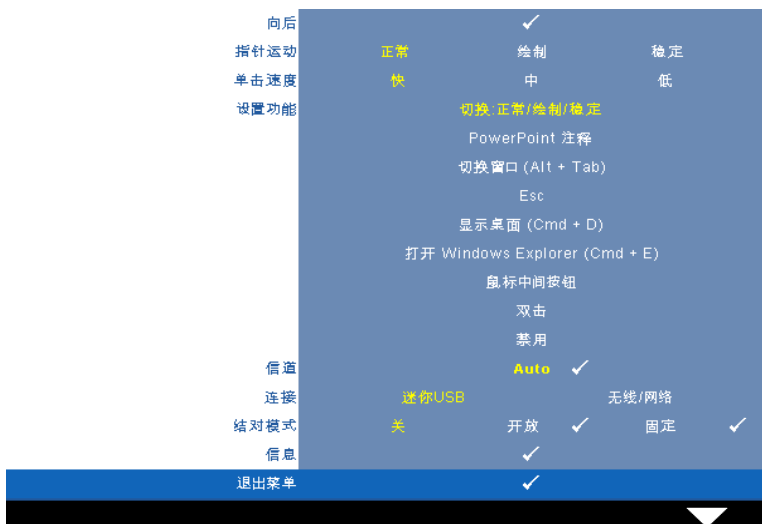 向后 ✓
指针运动 正常 绘制 稳定
单击速度 快 中 低
设置功能 切换:正常/绘制/稳定
PowerPoint 注释
切换窗口 (Alt + Tab)
Esc
显示桌面 (Cmd + D)
打开 Windows Explorer (Cmd + E)
鼠标中间按钮
双击
禁用
信道 Auto ✓
连接 迷你USB 无线/网络
结对模式 关 开放 ✓ 固定 ✓
信息 ✓
退出菜单 ✓